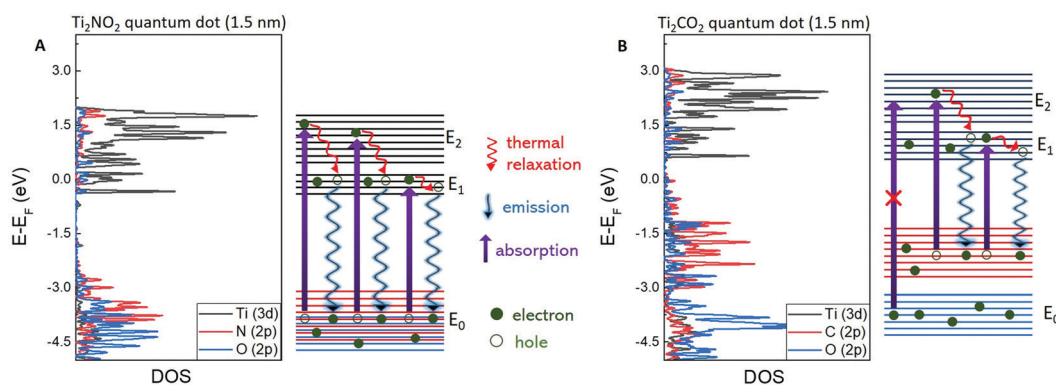 Ti₂NO₂ quantum dot (1.5 nm)
A
3.0
1.5
0.0
-1.5
-3.0
-4.5
E-E_F (eV)
Ti (3d)
N (2p)
O (2p)
DOS
E₂
E₁
E₀
thermal
relaxation
emission
absorption
electron
hole
Ti₂CO₂ quantum dot (1.5 nm)
B
3.0
1.5
0.0
-1.5
-3.0
-4.5
E-E_F (eV)
Ti (3d)
C (2p)
O (2p)
DOS
E₂
E₁